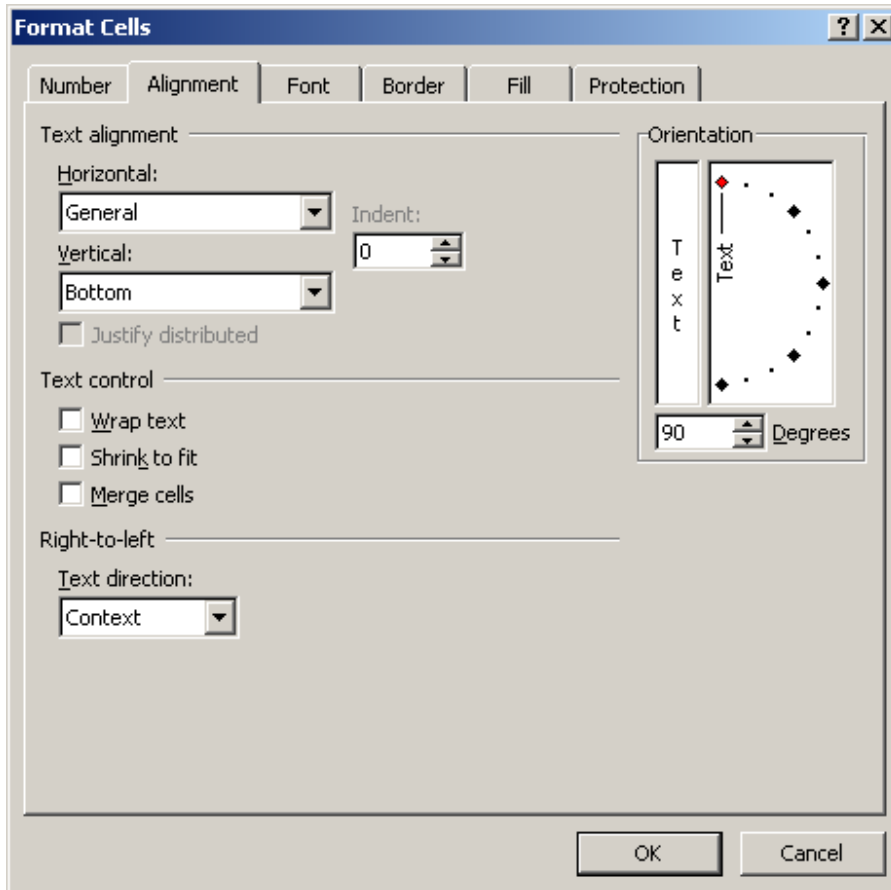 Format Cells
Number Alignment Font Border Fill Protection
Text alignment
Horizontal:
General
Indent:
0
Vertical:
Bottom
Justify distributed
Text control
Wrap text
Shrink to fit
Merge cells
Right-to-left
Text direction:
Context
Orientation
Text
Text
90 Degrees
OK Cancel